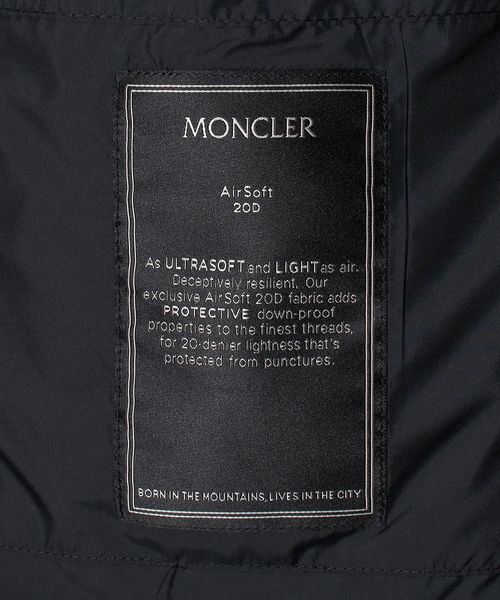 MONCLER
AirSoft
20D
As ULTRASOFT and LIGHT as air.
Deceptively resilient. Our
exclusive AirSoft 20D fabric adds
PROTECTIVE down-proof
properties to the finest threads,
for 20-denier lightness that's
protected from punctures.
BORN IN THE MOUNTAINS, LIVES IN THE CITY